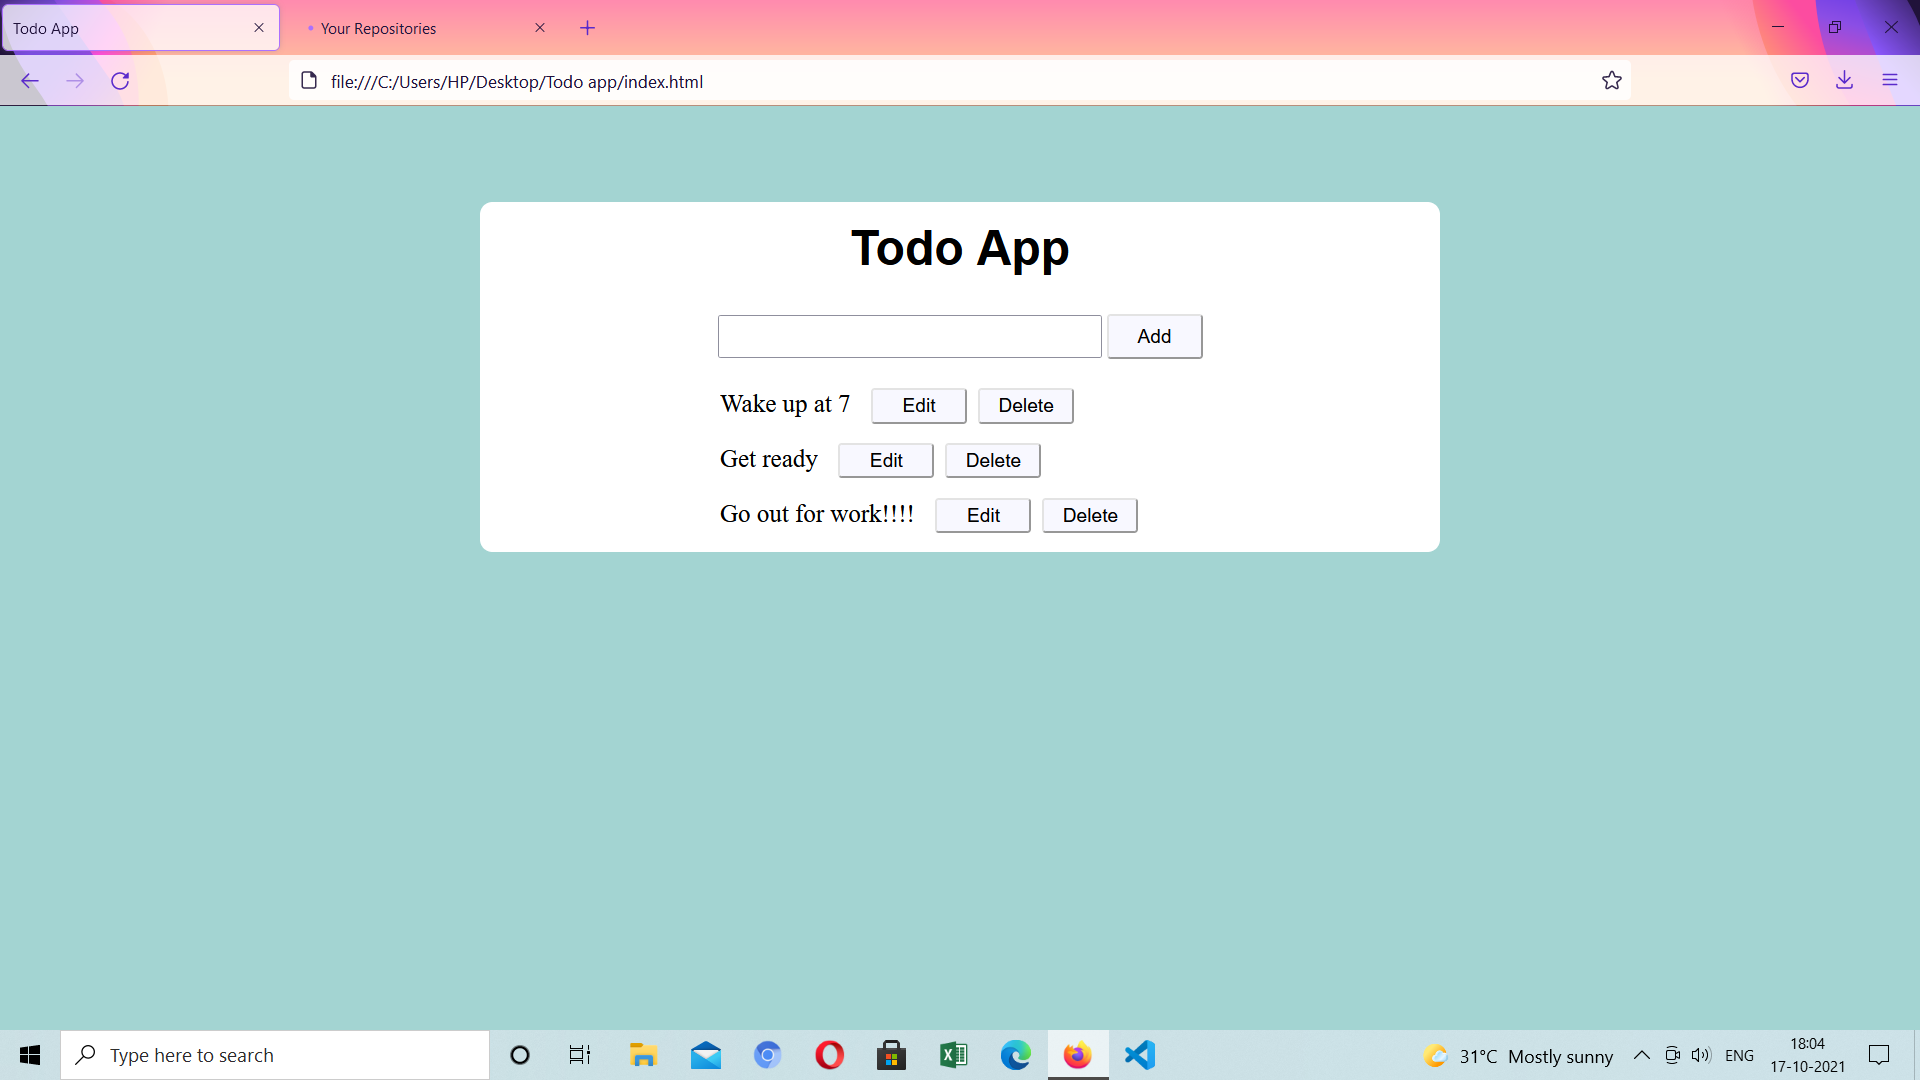 Todo App
Your Repositories
file:///C:/Users/HP/Desktop/Todo app/index.html
Todo App
Add
Wake up at 7 Edit Delete
Get ready Edit Delete
Go out for work!!!! Edit Delete
Type here to search
31°C Mostly sunny
ENG
18:04
17-10-2021